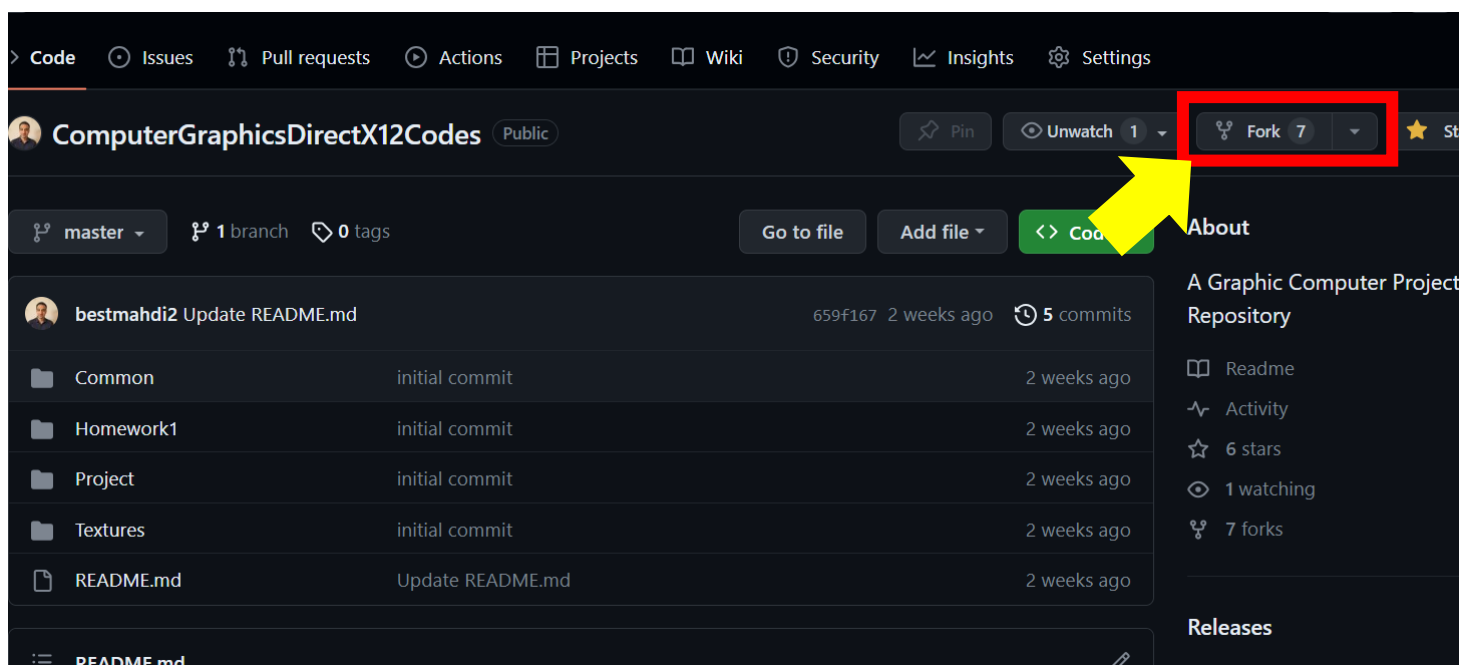 Code Issues Pull requests Actions Projects Wiki Security Insights Settings
ComputerGraphicsDirectX12Codes Public Pin Unwatch 1 Fork 7
master 1 branch 0 tags Go to file Add file
About
A Graphic Computer Project
Repository
bestmahdi2 Update README.md 659f167 2 weeks ago 5 commits
Common initial commit 2 weeks ago
Homework1 initial commit 2 weeks ago
Project initial commit 2 weeks ago
Textures initial commit 2 weeks ago
README.md Update README.md 2 weeks ago
Readme
Activity
6 stars
1 watching
7 forks
Releases
README.md